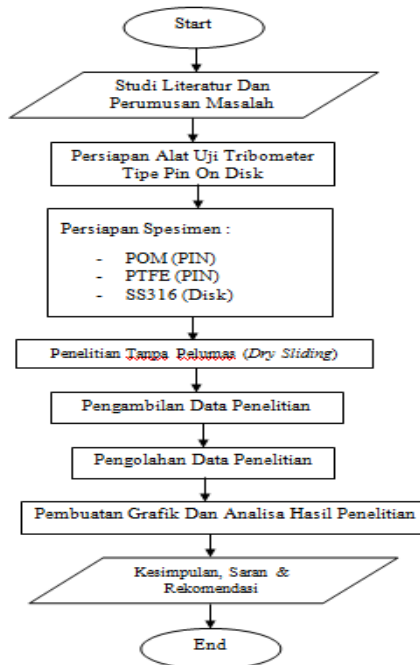 Start
Studi Literatur Dan
Perumusan Masalah
Persiapan Alat Uji Tribometer
Tipe Pin On Disk
Persiapan Spesimen :
- POM (PIN)
- PTFE (PIN)
- SS316 (Disk)
Penelitian Tanpa Pelumas (Dry Sliding)
Pengambilan Data Penelitian
Pengolahan Data Penelitian
Pembuatan Grafik Dan Analisa Hasil Penelitian
Kesimpulan, Saran &
Rekomendasi
End